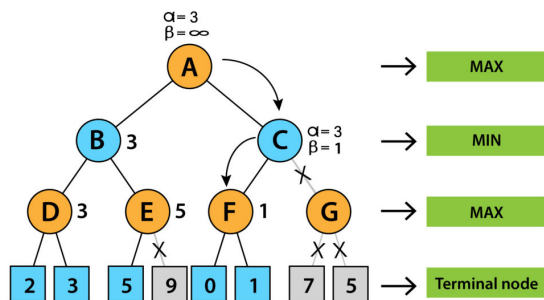 α=3
β=∞
A
MAX
B
3
C
α=3
β=1
MIN
D
3
E
5
F
1
G
MAX
2
3
5
9
0
1
7
5
Terminal node